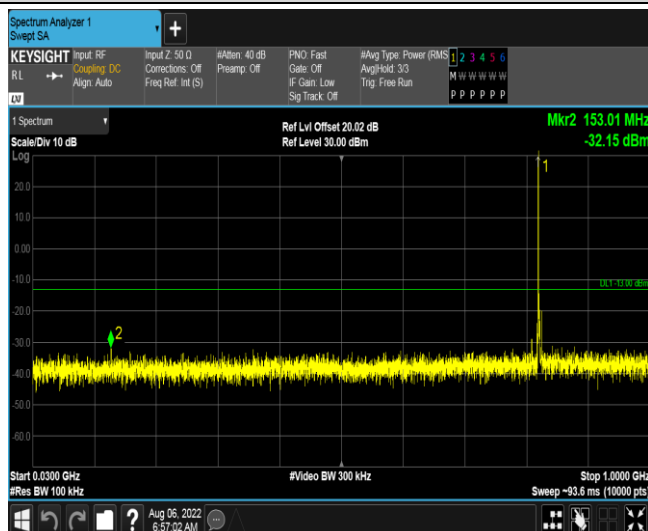 Spectrum Analyzer 1
Swept SA
+
KEYSIGHT
RL
LXI
Input: RF
Coupling: DC
Align: Auto
Input Z: 50 Ω
Corrections: Off
Freq Ref: Int (S)
#Atten: 40 dB
Preamp: Off
PNO: Fast
Gate: Off
IF Gain: Low
Sig Track: Off
#Avg Type: Power (RMS
Avg|Hold: 3/3
Trig: Free Run
1 2 3 4 5 6
M W W W W W
P P P P P P
1 Spectrum
Scale/Div 10 dB
Ref Lvl Offset 20.02 dB
Ref Level 30.00 dBm
Mkr2 153.01 MHz
-32.15 dBm
Log
1
20.0
10.0
0.00
-10.0
DL1 -13.00 dBm
-20.0
2
-30.0
-40.0
-50.0
-60.0
Start 0.0300 GHz
#Res BW 100 kHz
#Video BW 300 kHz
Stop 1.0000 GHz
Sweep ~93.6 ms (10000 pts)
?
Aug 06, 2022
6:57:02 AM